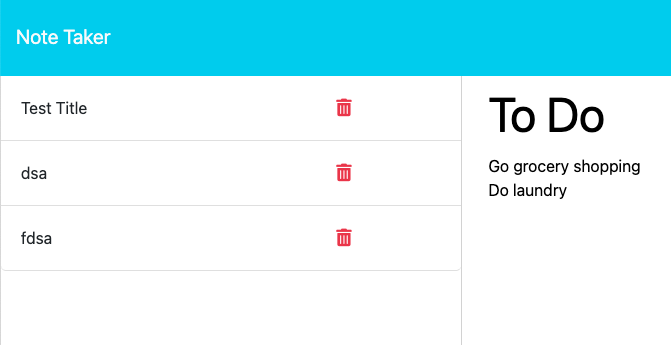 Note Taker
Test Title
dsa
fdsa
To Do
Go grocery shopping
Do laundry